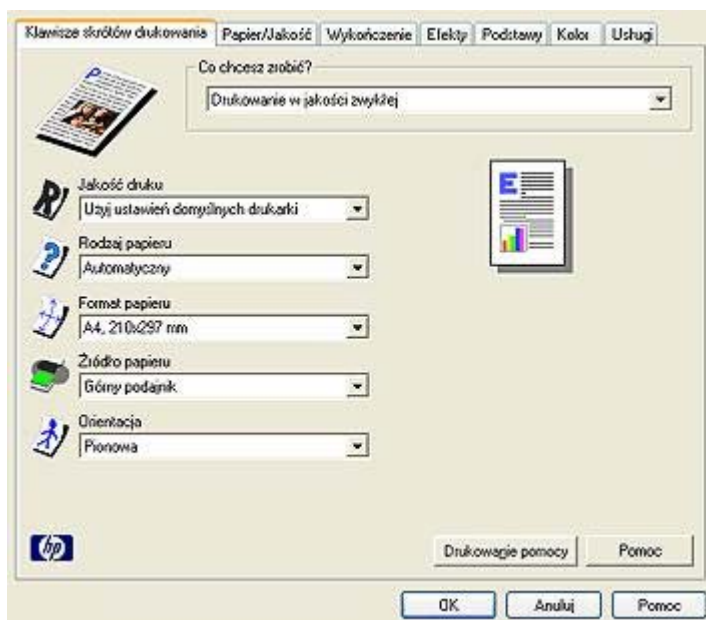 Klawisze skrótów drukowania Papier/Jakość Wykończenie Efekty Podstawy Kolor Usługi
Co chcesz zrobić?
Drukowanie w jakości zwykłej
Jakość druku
Użyj ustawień domyślnych drukarki
Rodzaj papieru
Automatyczny
Format papieru
A4, 210x297 mm
Źródło papieru
Górny podajnik
Orientacja
Pionowa
hp
Drukowanie pomocy Pomoc
OK Anuluj Pomoc